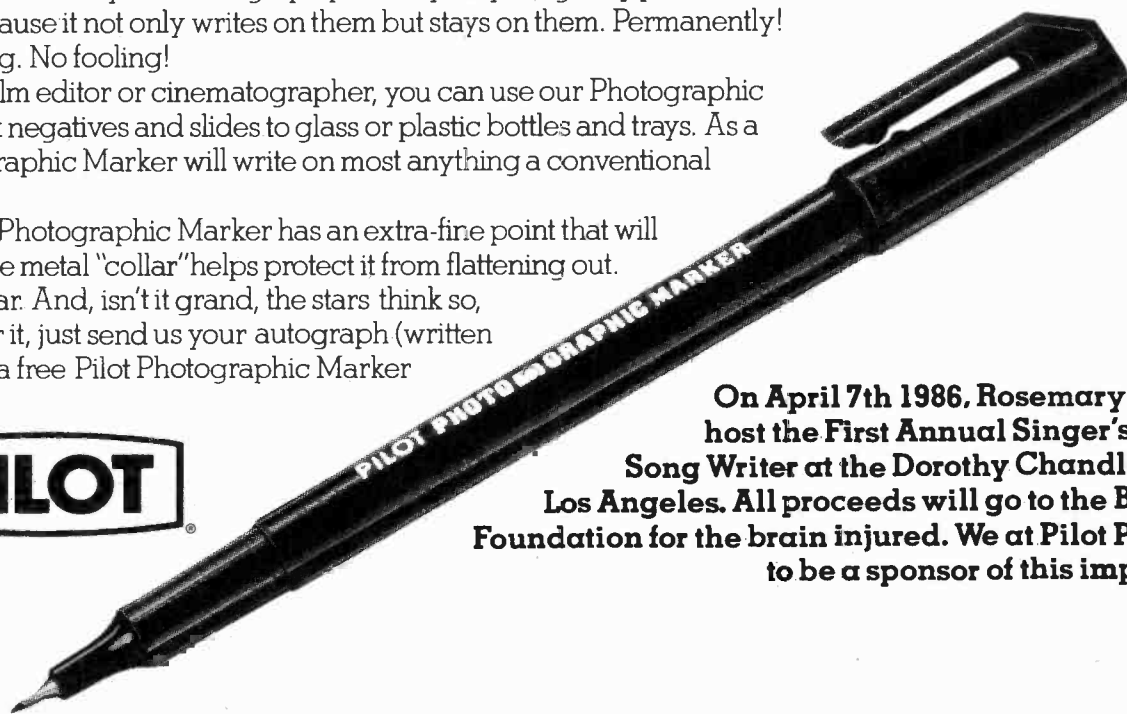 ause it not only writes on them but stays on them. Permanently!
g. No fooling!
lm editor or cinematographer, you can use our Photographic
negatives and slides to glass or plastic bottles and trays. As a
raphic Marker will write on most anything a conventional
Photographic Marker has an extra-fine point that will
e metal "collar" helps protect it from flattening out.
ar. And, isn't it grand, the stars think so,
r it, just send us your autograph (written
a free Pilot Photographic Marker
PILOT PHOTOGRAPHIC MARKER
ILOT
®
On April 7th 1986, Rosemary
host the First Annual Singer's
Song Writer at the Dorothy Chandl
Los Angeles. All proceeds will go to the B
Foundation for the brain injured. We at Pilot P
to be a sponsor of this imp